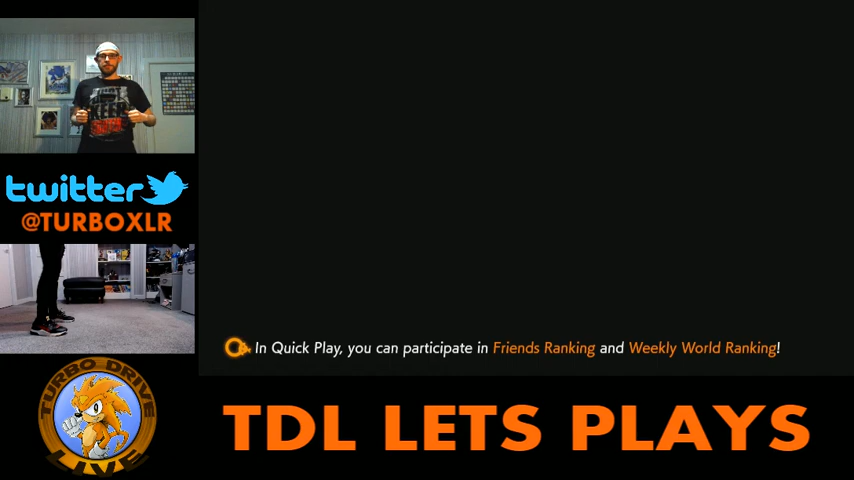 twitter
@TURBOXLR
In Quick Play, you can participate in Friends Ranking and Weekly World Ranking!
TURBO DRIVE
LIVE
TDL LETS PLAYS